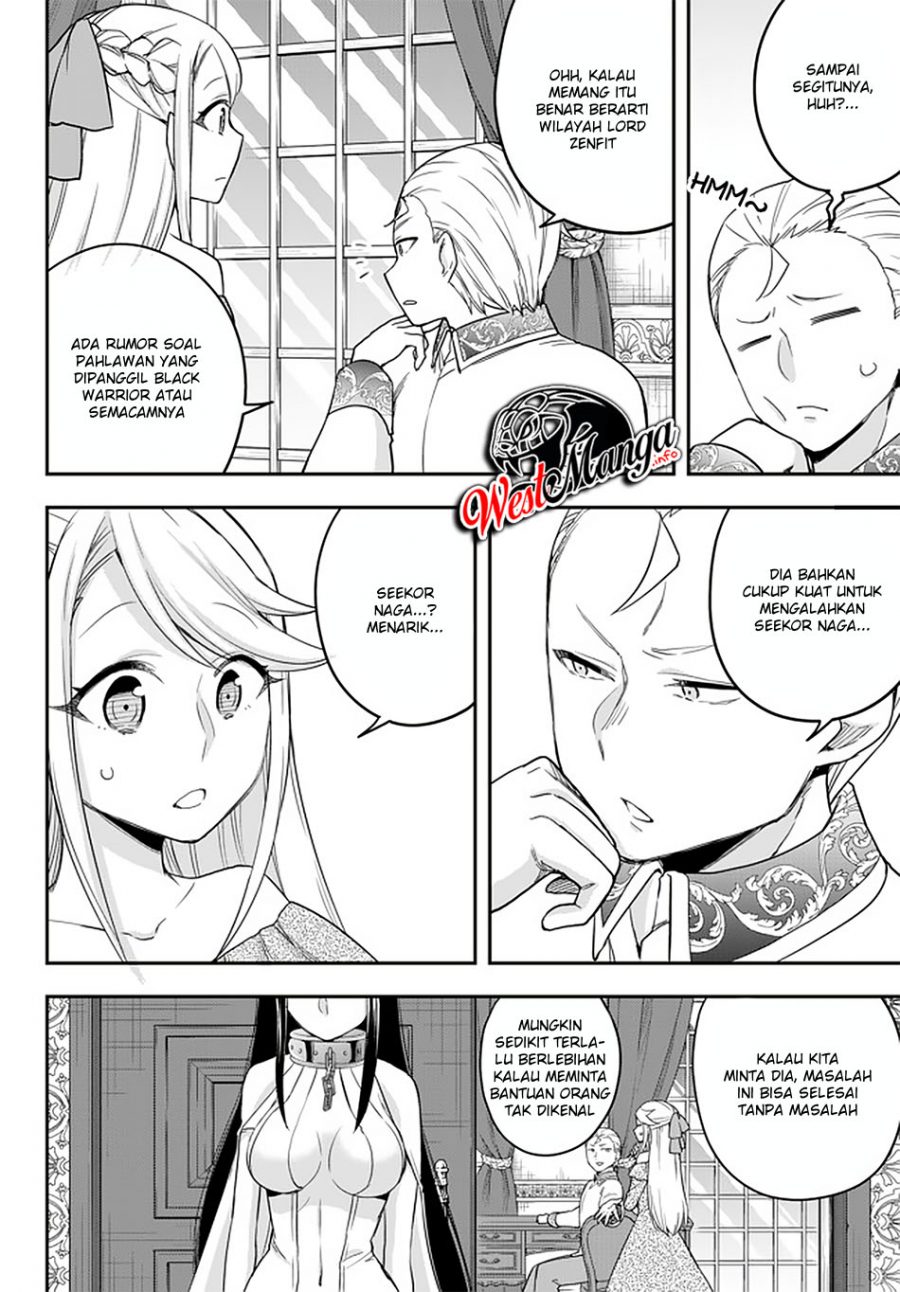 SAMPAI
SEGITUNYA,
HUH?...
HMM~
OHH, KALAU
MEMANG ITU
BENAR BERARTI
WILAYAH LORD
ZENFIT
ADA RUMOR SOAL
PAHLAWAN YANG
DIPANGGIL BLACK
WARRIOR ATAU
SEMACAMNYA
WestManga
.info
DIA BAHKAN
CUKUP KUAT UNTUK
MENGALAHKAN
SEEKOR NAGA...
SEEKOR
NAGA...?
MENARIK...
KALAU KITA
MINTA DIA, MASALAH
INI BISA SELESAI
TANPA MASALAH
MUNGKIN
SEDIKIT TERLA-
LU BERLEBIHAN
KALAU MEMINTA
BANTUAN ORANG
TAK DIKENAL